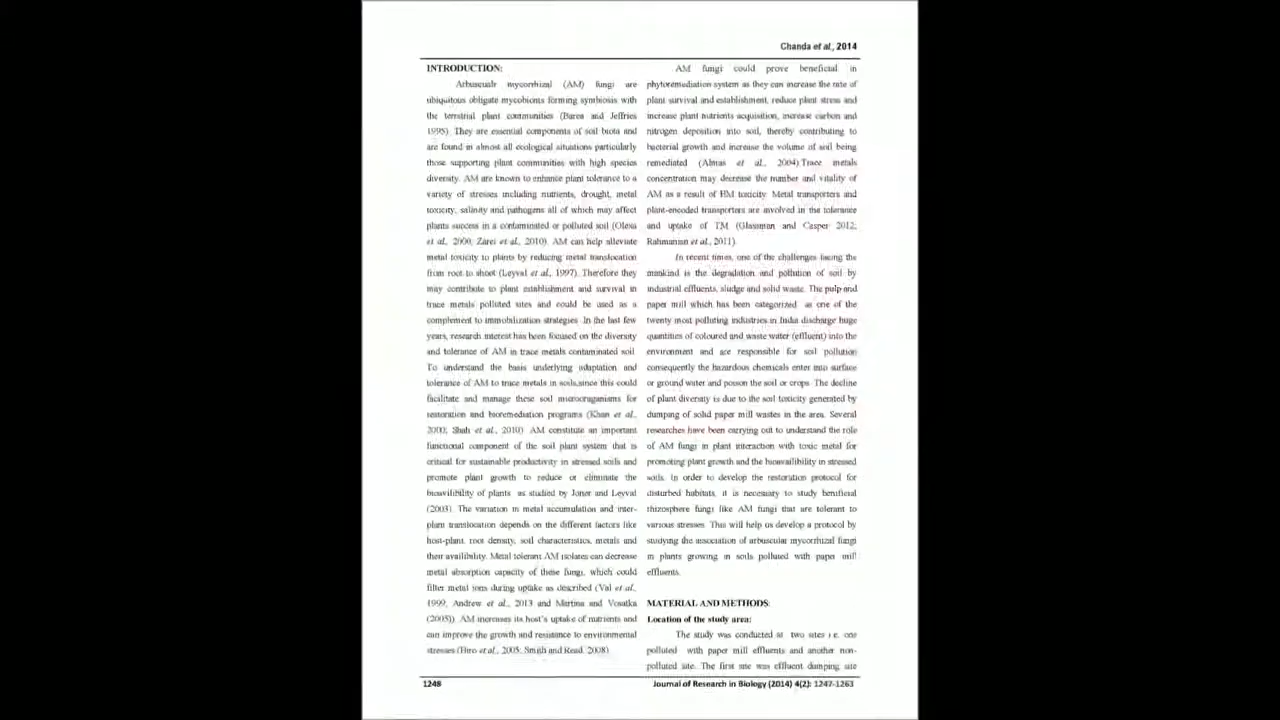 Chanda et al., 2014
INTRODUCTION:
Arbuscualr mycorrhizal (AM) fungi are
ubiquitous obligate mycobionts forming symbiosis with
the terrestrial plant communities (Barea and Jeffries
1995). They are essential components of soil biota and
are found in almost all ecological situations particularly
those supporting plant communities with high species
diversity. AM are known to enhance plant tolerance to a
variety of stresses including nutrients, drought, metal
toxicity, salinity and pathogens all of which may affect
plants success in a contaminated or polluted soil (Olexa
et al., 2000; Zarei et al., 2010). AM can help alleviate
metal toxicity to plants by reducing metal translocation
from root to shoot (Leyval et al., 1997). Therefore they
may contribute to plant establishment and survival in
trace metals polluted sites and could be used as a
complement to immobilization strategies. In the last few
years, research interest has been focused on the diversity
and tolerance of AM in trace metals contaminated soil.
To understand the basis underlying adaptation and
tolerance of AM to trace metals in soils,since this could
facilitate and manage these soil microoraganisms for
restoration and bioremediation programs (Khan et al.,
2000; Shah et al., 2010). AM constitute an important
functional component of the soil plant system that is
critical for sustainable productivity in stressed soils and
promote plant growth to reduce or eliminate the
bioavilibility of plants as studied by Joner and Leyval
(2003). The variation in metal accumulation and inter-
plant translocation depends on the different factors like
host-plant, root density, soil characteristics, metals and
their availibility. Metal tolerant AM isolates can decrease
metal absorption capacity of these fungi, which could
filter metal ions during uptake as described (Val et al.,
1999; Andrew et al., 2013 and Martina and Vosatka
(2005)). AM increases its host's uptake of nutrients and
can improve the growth and resistance to environmental
stresses (Biro et al., 2005; Smith and Read, 2008).
AM fungi could prove beneficial in
phytoremediation system as they can increase the rate of
plant survival and establishment, reduce plant stress and
increase plant nutrients acquisition, increase carbon and
nitrogen deposition into soil, thereby contributing to
bacterial growth and increase the volume of soil being
remediated (Almas et al., 2004).Trace metals
concentration may decrease the number and vitality of
AM as a result of HM toxicity. Metal transporters and
plant-encoded transporters are involved in the tolerance
and uptake of TM (Glassman and Casper 2012;
Rahmanian et al., 2011).
In recent times, one of the challenges facing the
mankind is the degradation and pollution of soil by
industrial effluents, sludge and solid waste. The pulp and
paper mill which has been categorized as one of the
twenty most polluting industries in India discharge huge
quantities of coloured and waste water (effluent) into the
environment and are responsible for soil pollution
consequently the hazardous chemicals enter into surface
or ground water and poison the soil or crops. The decline
of plant diversity is due to the soil toxicity generated by
dumping of solid paper mill wastes in the area. Several
researches have been carrying out to understand the role
of AM fungi in plant interaction with toxic metal for
promoting plant growth and the bioavailibility in stressed
soils. In order to develop the restoration protocol for
disturbed habitats, it is necessary to study benificial
rhizosphere fungi like AM fungi that are tolerant to
various stresses. This will help us develop a protocol by
studying the association of arbuscular mycorrhizal fungi
in plants growing in soils polluted with paper mill
effluents.
MATERIAL AND METHODS:
Location of the study area:
The study was conducted at two sites i.e. one
polluted with paper mill effluents and another non-
polluted site. The first site was effluent dumping site
1248
Journal of Research in Biology (2014) 4(2): 1247-1263